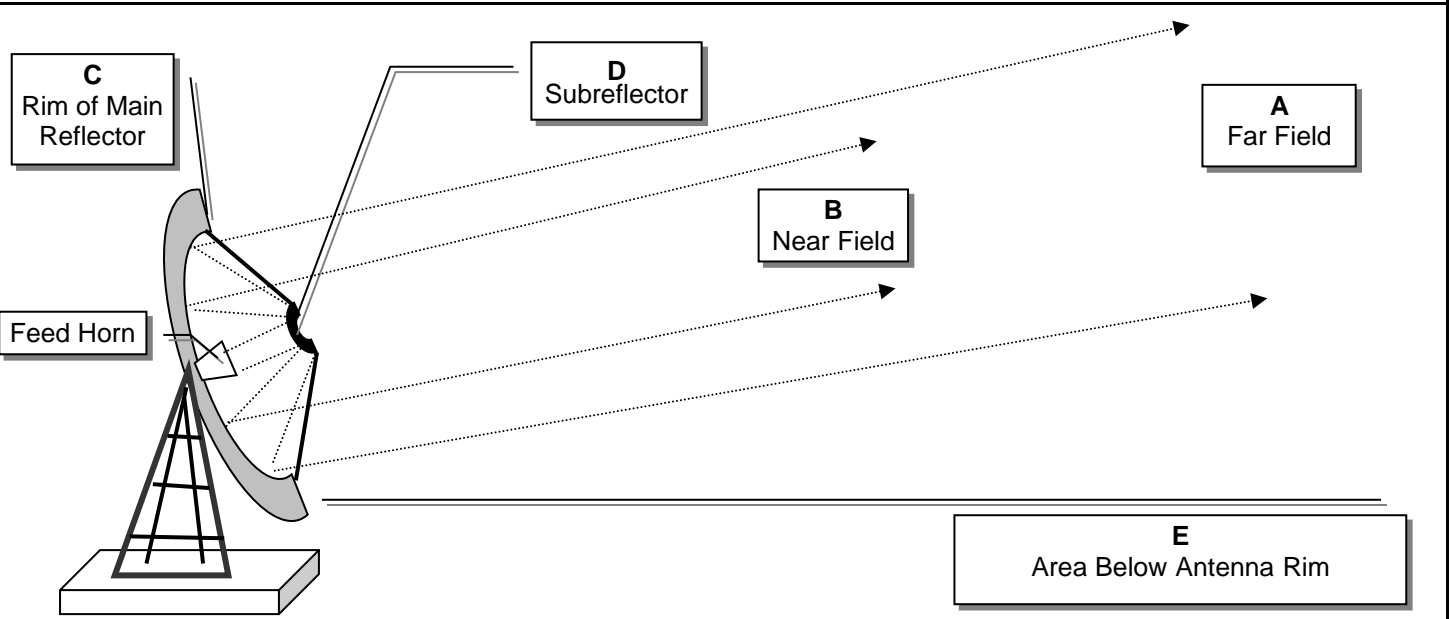 C
Rim of Main
Reflector
D
Subreflector
A
Far Field
B
Near Field
Feed Horn
E
Area Below Antenna Rim